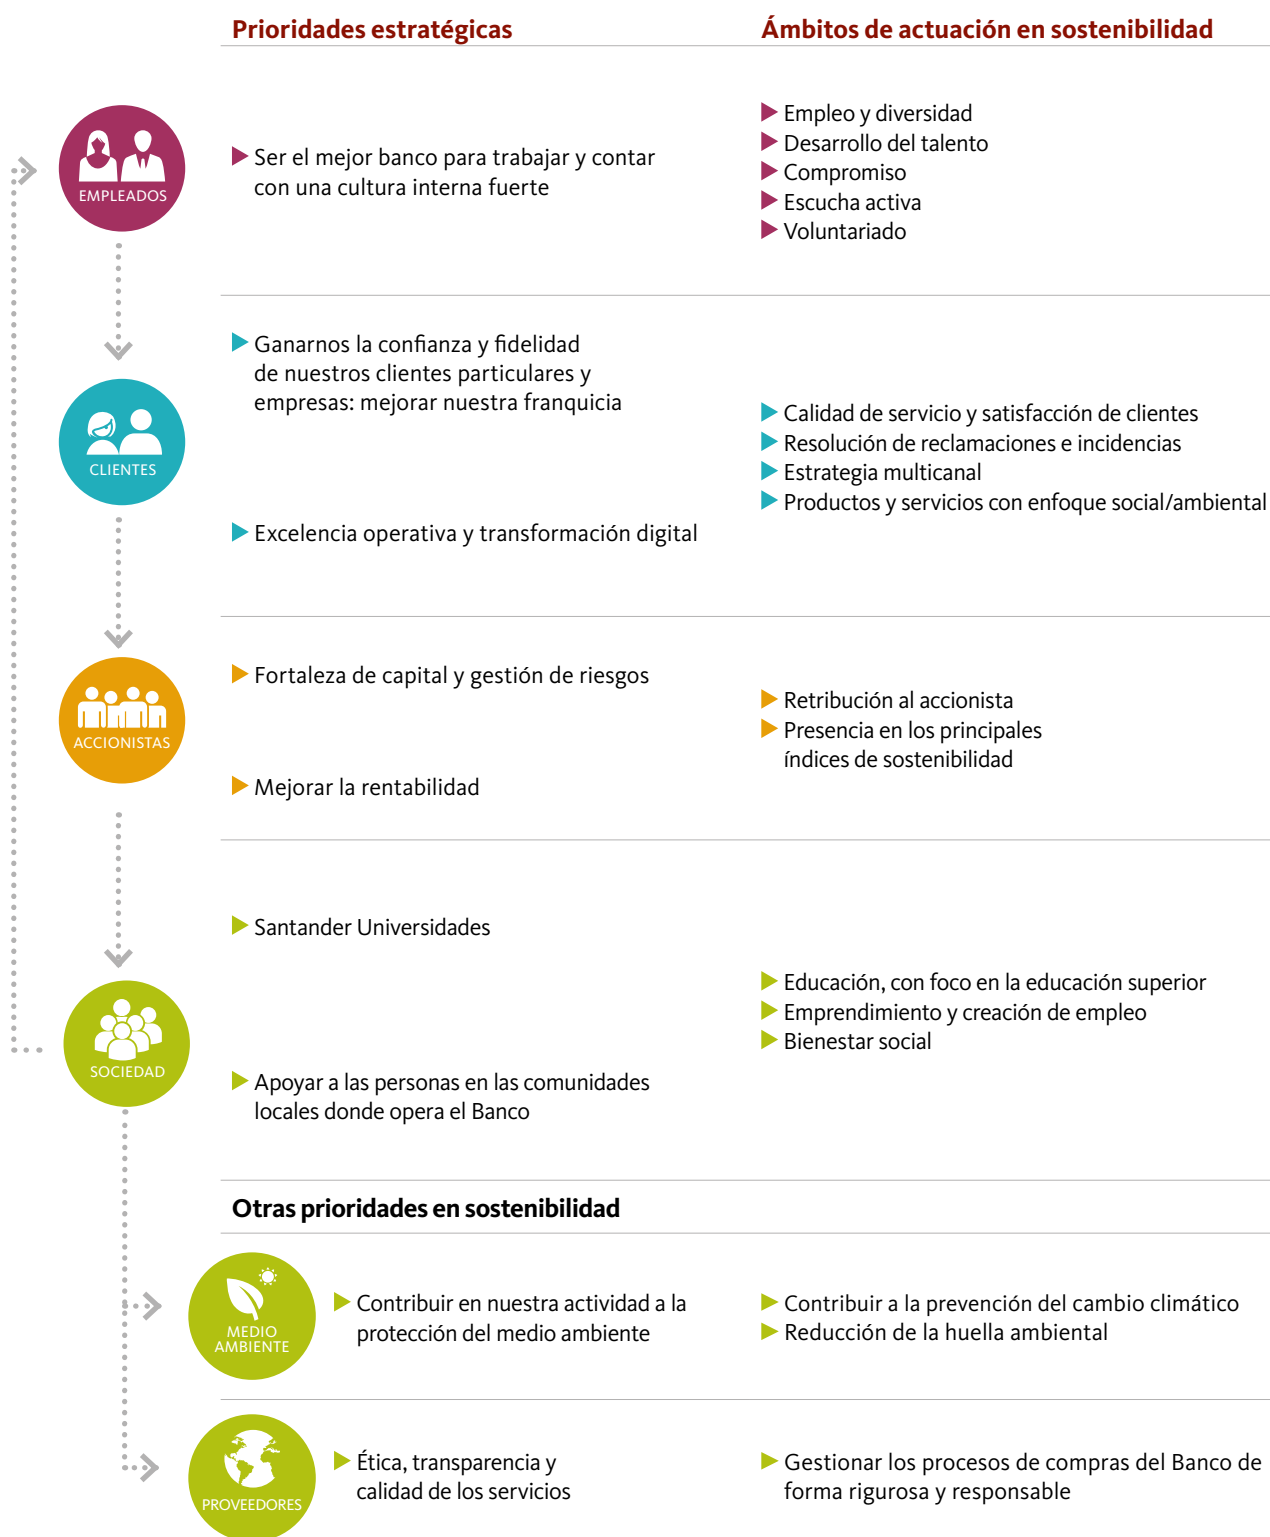 Prioridades estratégicas
Ámbitos de actuación en sostenibilidad
EMPLEADOS
Ser el mejor banco para trabajar y contar
con una cultura interna fuerte
Empleo y diversidad
Desarrollo del talento
Compromiso
Escucha activa
Voluntariado
CLIENTES
Ganarnos la confianza y fidelidad
de nuestros clientes particulares y
empresas: mejorar nuestra franquicia
Excelencia operativa y transformación digital
Calidad de servicio y satisfacción de clientes
Resolución de reclamaciones e incidencias
Estrategia multicanal
Productos y servicios con enfoque social/ambiental
ACCIONISTAS
Fortaleza de capital y gestión de riesgos
Mejorar la rentabilidad
Retribución al accionista
Presencia en los principales
índices de sostenibilidad
SOCIEDAD
Santander Universidades
Apoyar a las personas en las comunidades
locales donde opera el Banco
Educación, con foco en la educación superior
Emprendimiento y creación de empleo
Bienestar social
Otras prioridades en sostenibilidad
MEDIO
AMBIENTE
Contribuir en nuestra actividad a la
protección del medio ambiente
Contribuir a la prevención del cambio climático
Reducción de la huella ambiental
PROVEEDORES
Ética, transparencia y
calidad de los servicios
Gestionar los procesos de compras del Banco de
forma rigurosa y responsable